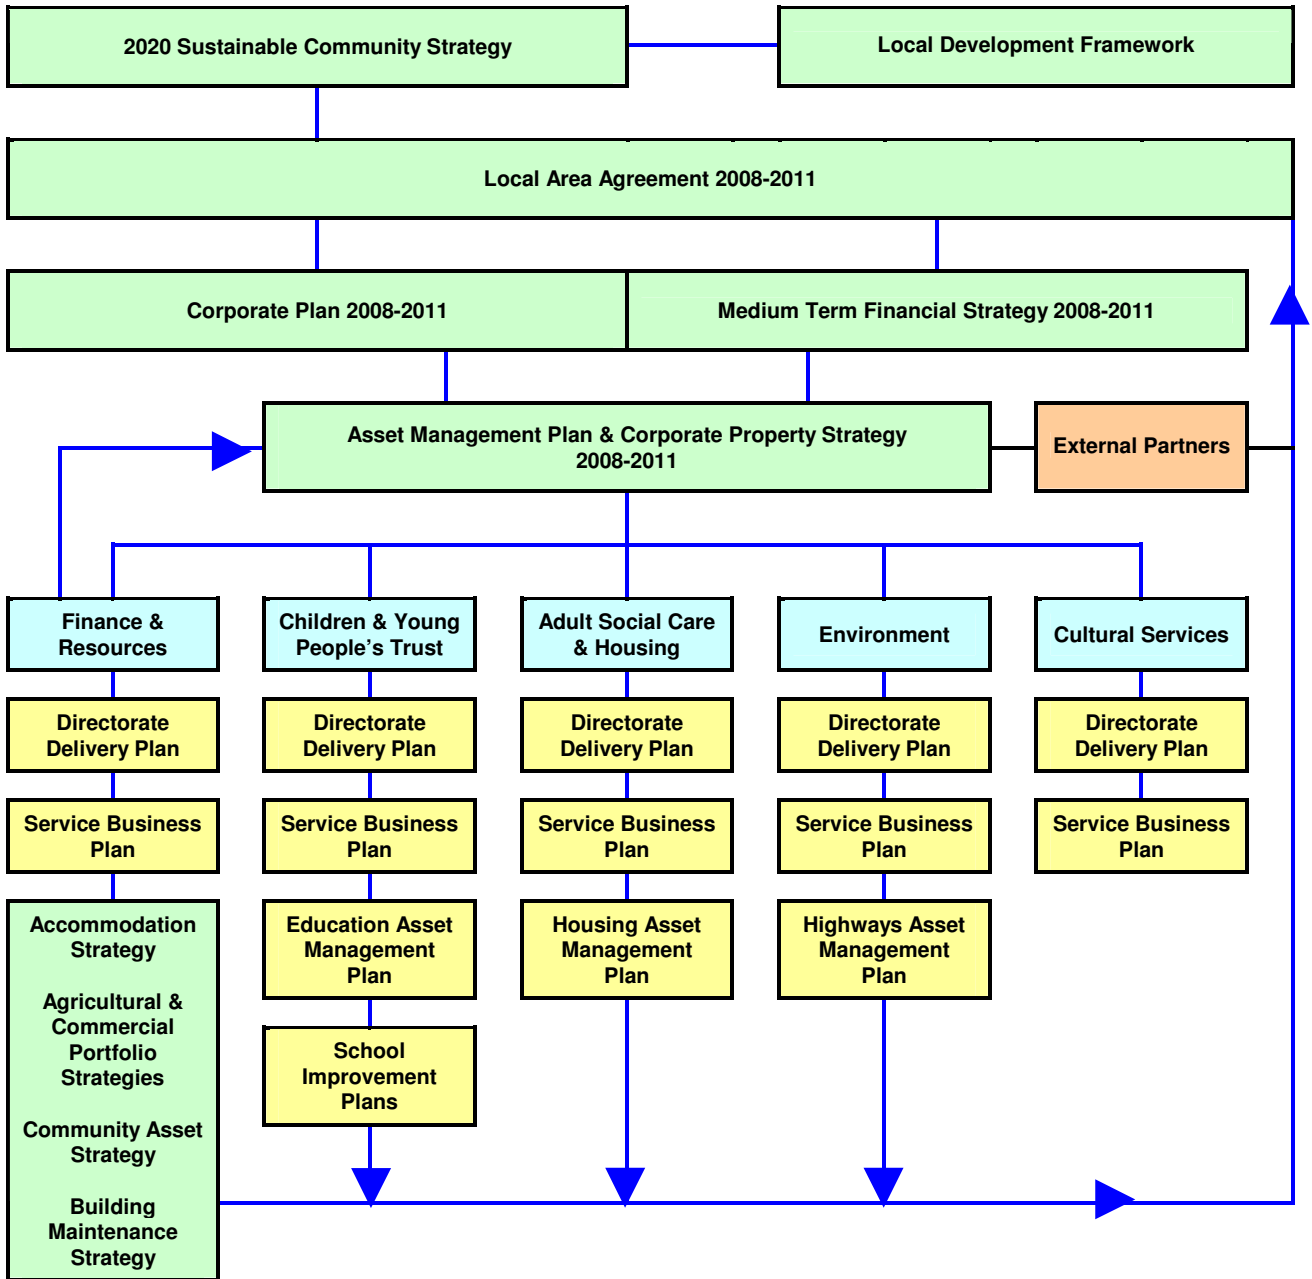 2020 Sustainable Community Strategy
Local Development Framework
Local Area Agreement 2008-2011
Corporate Plan 2008-2011
Medium Term Financial Strategy 2008-2011
Asset Management Plan & Corporate Property Strategy
2008-2011
External Partners
Finance &
Resources
Children & Young
People’s Trust
Adult Social Care
& Housing
Environment
Cultural Services
Directorate
Delivery Plan
Directorate
Delivery Plan
Directorate
Delivery Plan
Directorate
Delivery Plan
Directorate
Delivery Plan
Service Business
Plan
Service Business
Plan
Service Business
Plan
Service Business
Plan
Service Business
Plan
Accommodation
Strategy
Agricultural &
Commercial
Portfolio
Strategies
Community Asset
Strategy
Building
Maintenance
Strategy
Education Asset
Management
Plan
Housing Asset
Management
Plan
Highways Asset
Management
Plan
School
Improvement
Plans